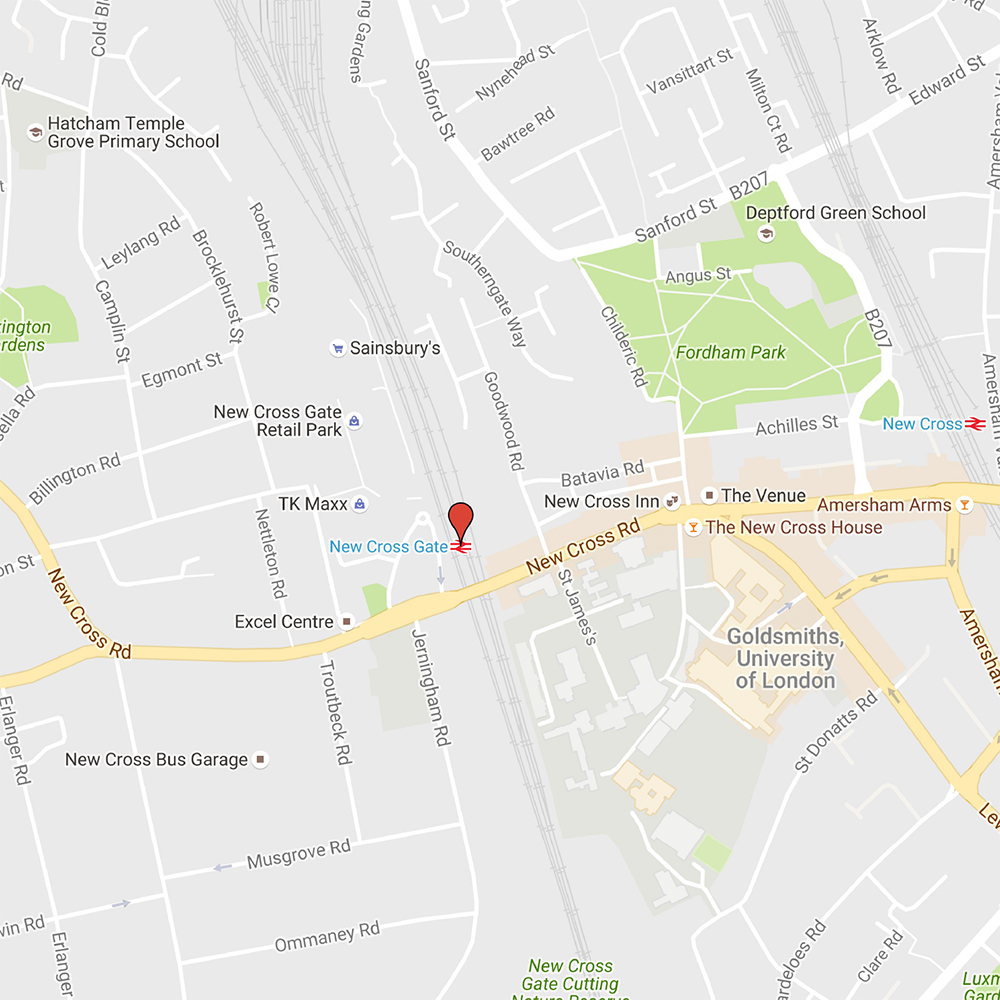 Cold Bl
ng Gardens
Sanford St
Nynehead St
Vansittart St
Arklow Rd
Rd
Rd
Edward St
Milton Ct Rd
Bawtree Rd
Hatcham Temple
Grove Primary School
Amersham
B207
Sanford St
Deptford Green School
Robert Lowe Cl
Leylang Rd
Brocklehurst St
Southerngate Way
Angus St
Camplin St
Childeric Rd
B207
kington
rdens
Sainsbury's
Fordham Park
Egmont St
Goodwood Rd
Amersham Va
sella Rd
New Cross Gate
Retail Park
Achilles St
New Cross
Billington Rd
Batavia Rd
TK Maxx
New Cross Inn
The Venue
Amersham Arms
Nettleton Rd
New Cross Gate
New Cross Rd
The New Cross House
on St
New Cross Rd
St James's
Excel Centre
Goldsmiths,
University
of London
Amersham
Jerningham Rd
Troutbeck Rd
Erlanger Rd
St Donatts Rd
New Cross Bus Garage
Lew
Musgrove Rd
win Rd
Ommaney Rd
Erlanger
ardeloes Rd
Clare Rd
New Cross
Gate Cutting
Nature Reserve
Luxm
Gard